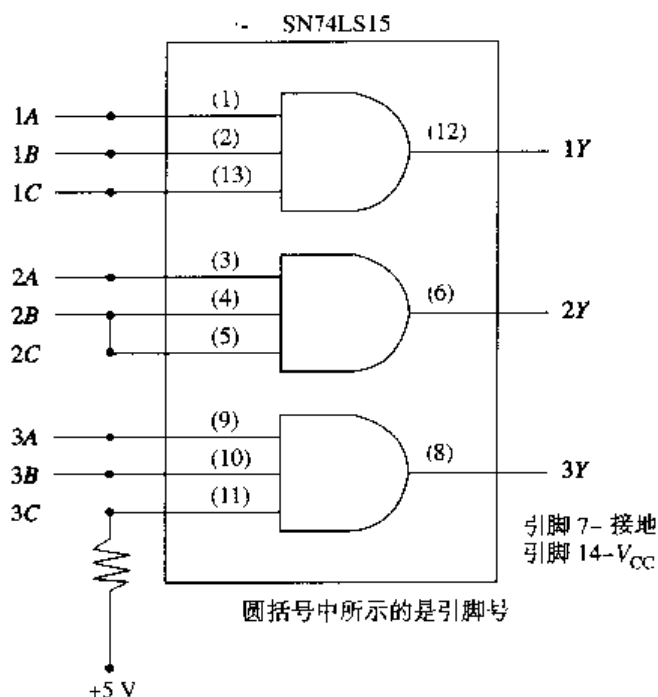 SN74LS15
1A (1)
1B (2) (12) 1Y
1C (13)
2A (3)
2B (4) (6) 2Y
2C (5)
3A (9)
3B (10) (8) 3Y
3C (11)
引脚 7- 接地
引脚 14-VCC
圆括号中所示的是引脚号
+5 V